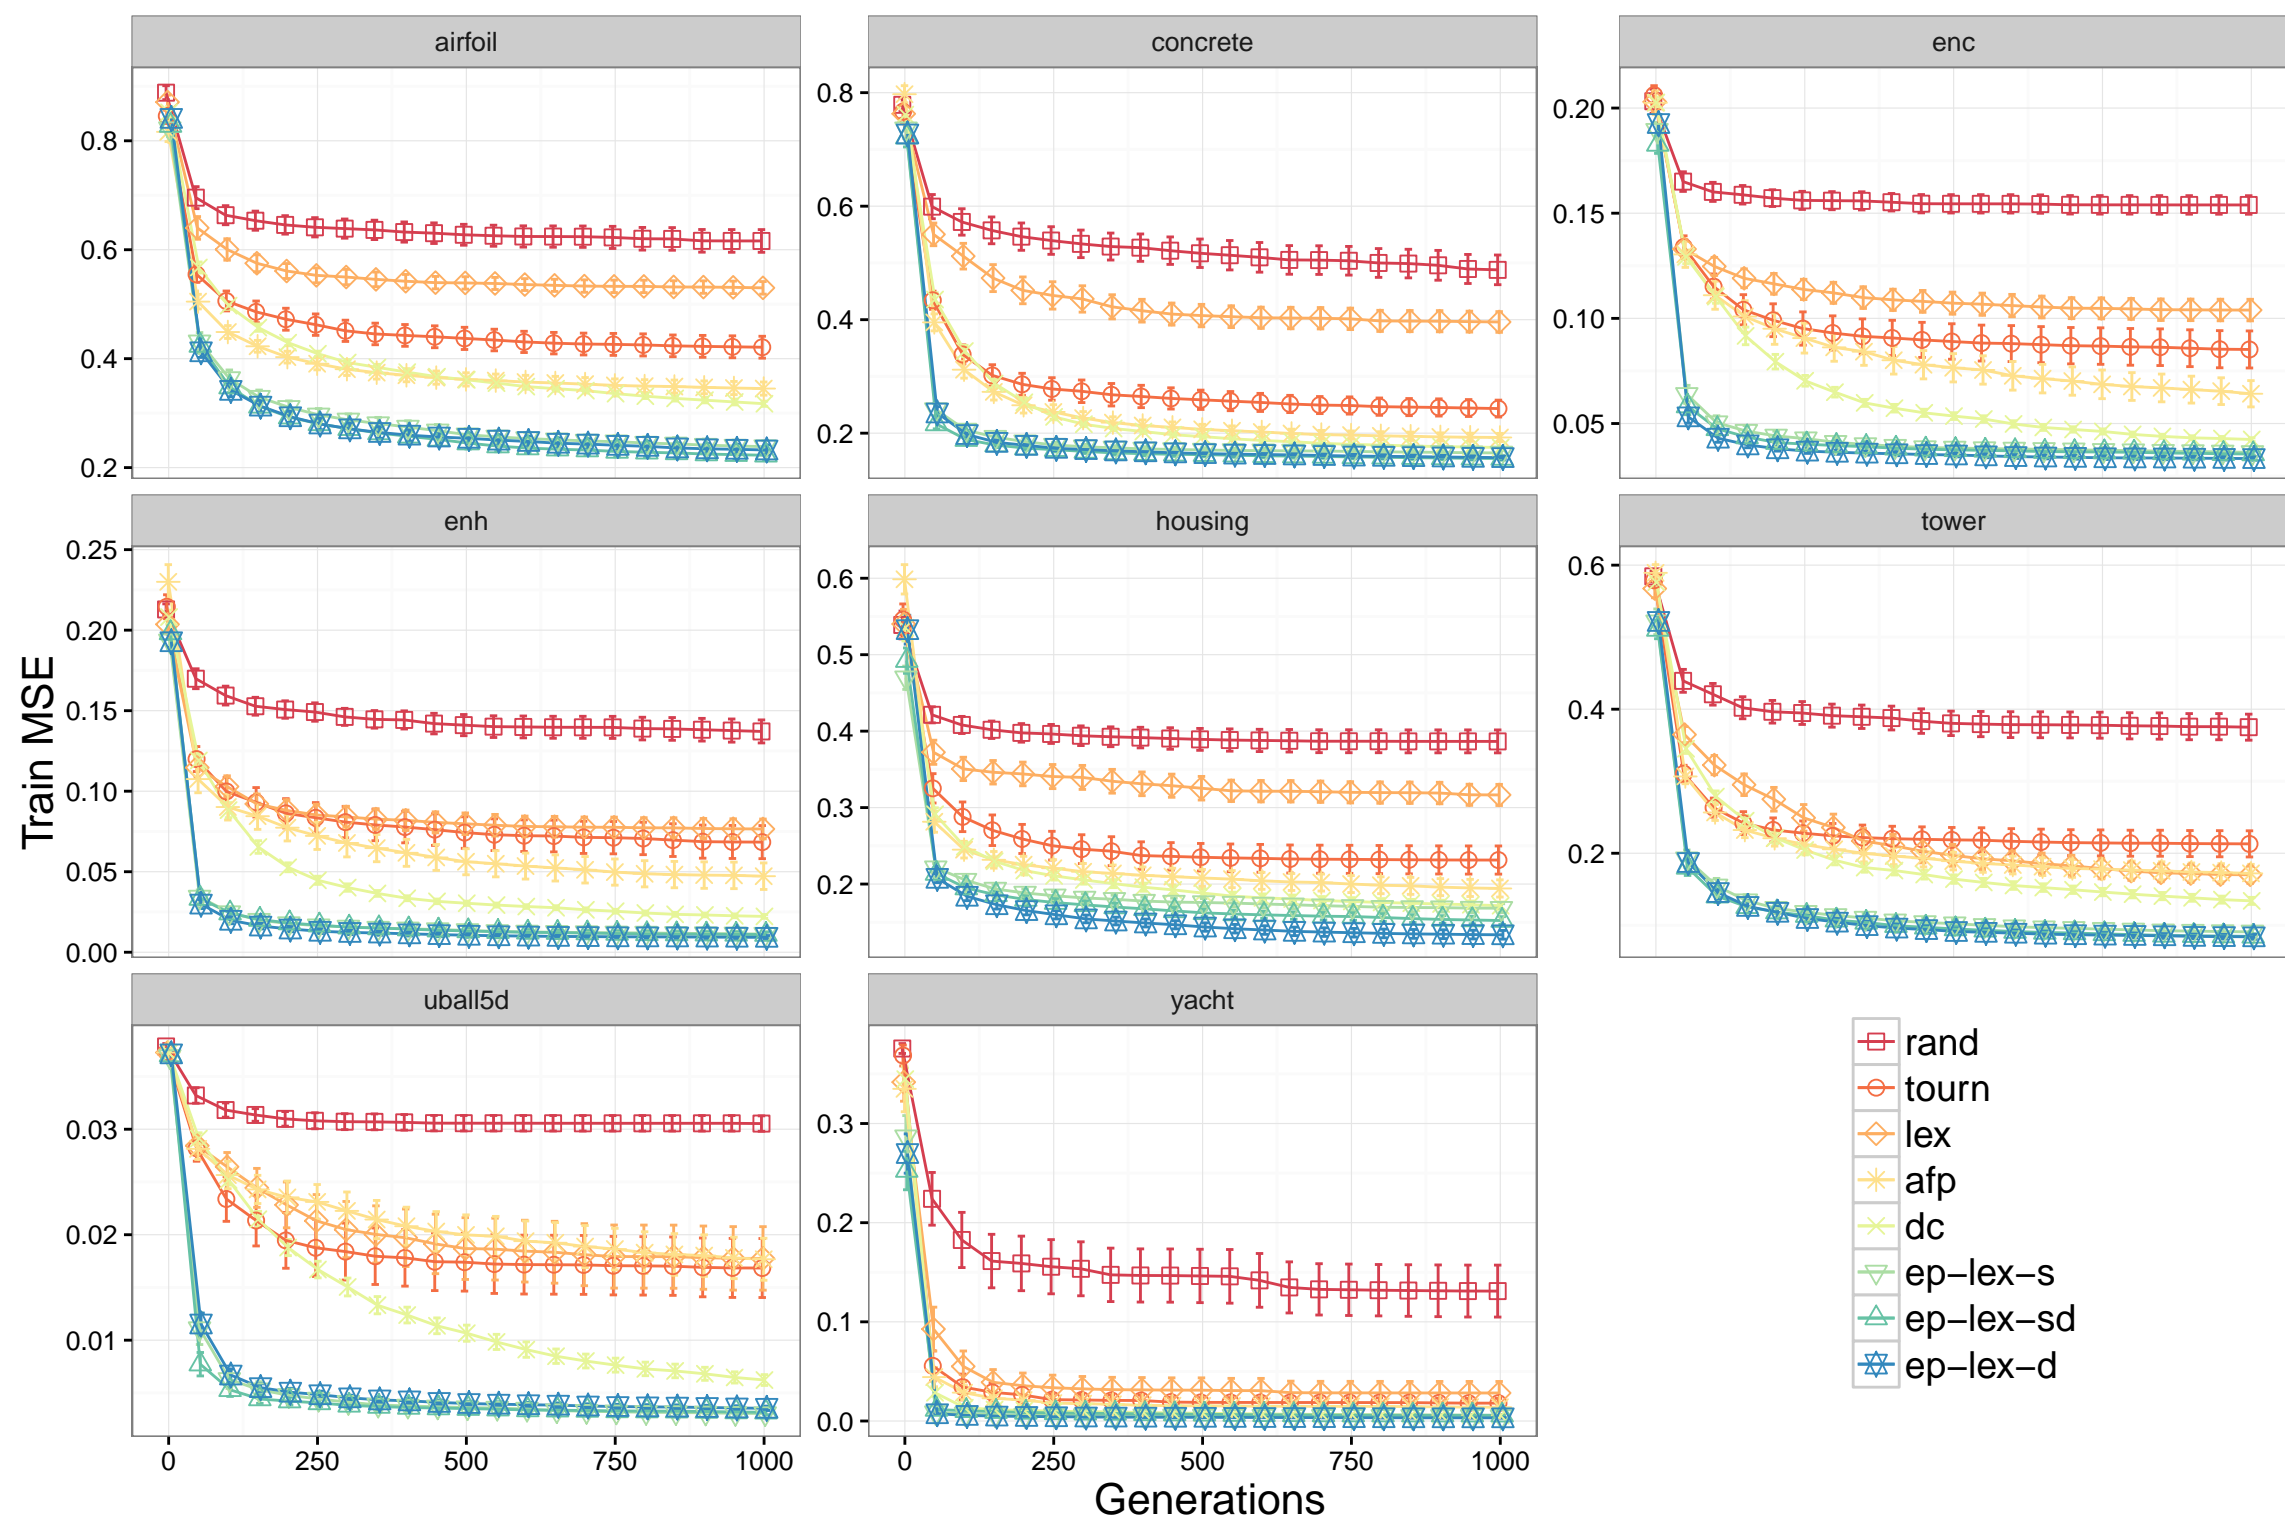 airfoil
concrete
enc
0.8
0.6
0.4
0.2
0.8
0.6
0.4
0.2
0.20
0.15
0.10
0.05
enh
housing
tower
0.25
0.20
0.15
0.10
0.05
0.00
0.6
0.5
0.4
0.3
0.2
0.6
0.4
0.2
Train MSE
uball5d
yacht
0.03
0.02
0.01
0.3
0.2
0.1
0.0
0 250 500 750 1000
0 250 500 750 1000
Generations
rand
tourn
lex
afp
dc
ep−lex−s
ep−lex−sd
ep−lex−d